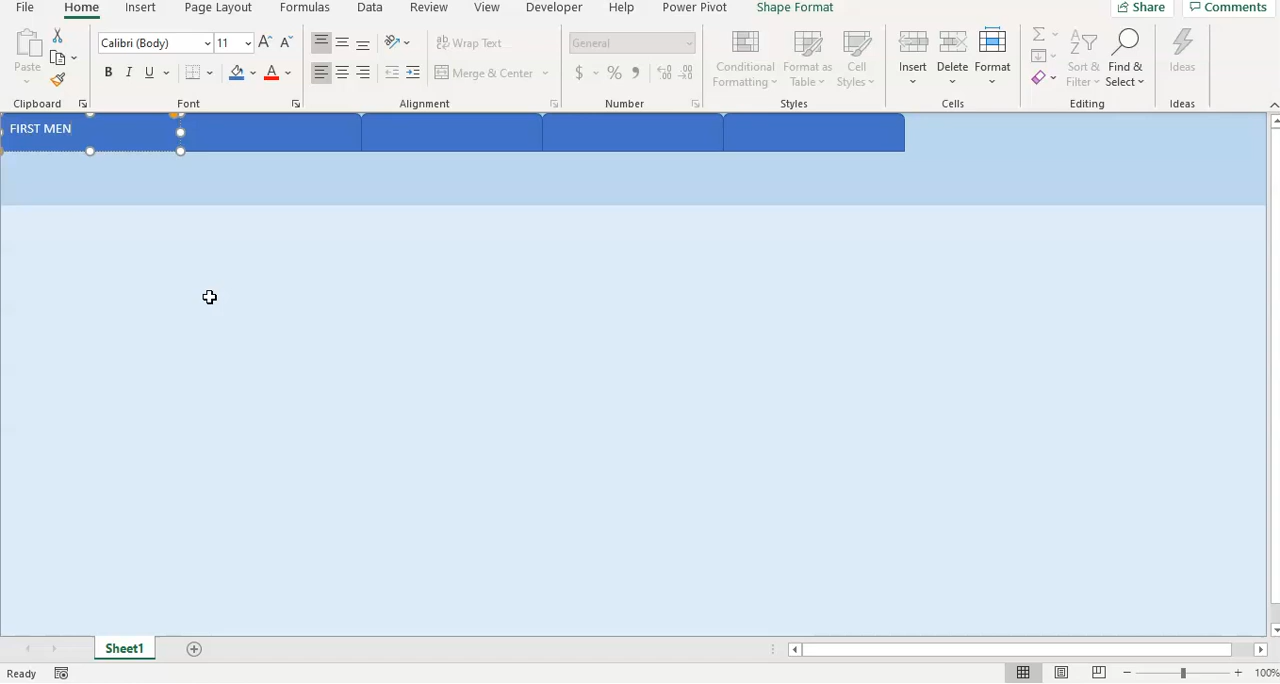 File Home Insert Page Layout Formulas Data Review View Developer Help Power Pivot Shape Format Share Comments
Calibri (Body) 11 Wrap Text General
Paste B I U Merge & Center $ % Conditional Formatting Format as Table Cell Styles Insert Delete Format Sort & Filter Find & Select Ideas
Clipboard Font Alignment Number Styles Cells Editing Ideas
FIRST MEN
Sheet1
Ready 100%